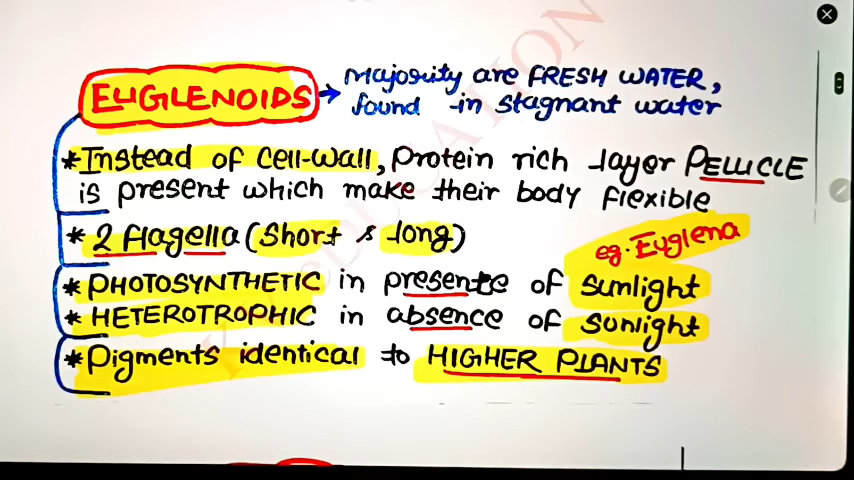 EUGLENOIDS → Majority are FRESH WATER,
found in stagnant water
* Instead of cell-wall, protein rich layer PELLICLE
is present which make their body flexible
* 2 flagella (short & long)
eg. Euglena
* PHOTOSYNTHETIC in presence of sunlight
* HETEROTROPHIC in absence of sunlight
* Pigments identical to HIGHER PLANTS